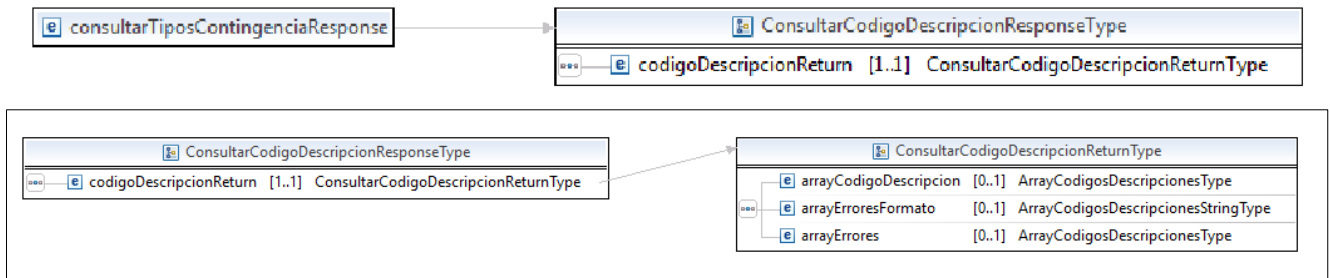 consultarTiposContingenciaResponse
ConsultarCodigoDescripcionResponseType
codigoDescripcionReturn [1..1] ConsultarCodigoDescripcionReturnType
ConsultarCodigoDescripcionResponseType
codigoDescripcionReturn [1..1] ConsultarCodigoDescripcionReturnType
ConsultarCodigoDescripcionReturnType
arrayCodigoDescripcion [0..1] ArrayCodigosDescripcionesType
arrayErroresFormato [0..1] ArrayCodigosDescripcionesStringType
arrayErrores [0..1] ArrayCodigosDescripcionesType